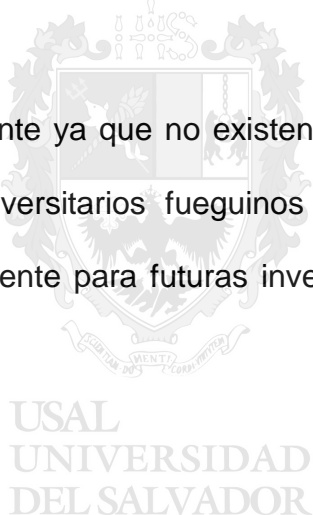 nte ya que no existen
versitarios fueguinos
ente para futuras inve
USAL
UNIVERSIDAD
DEL SALVADOR